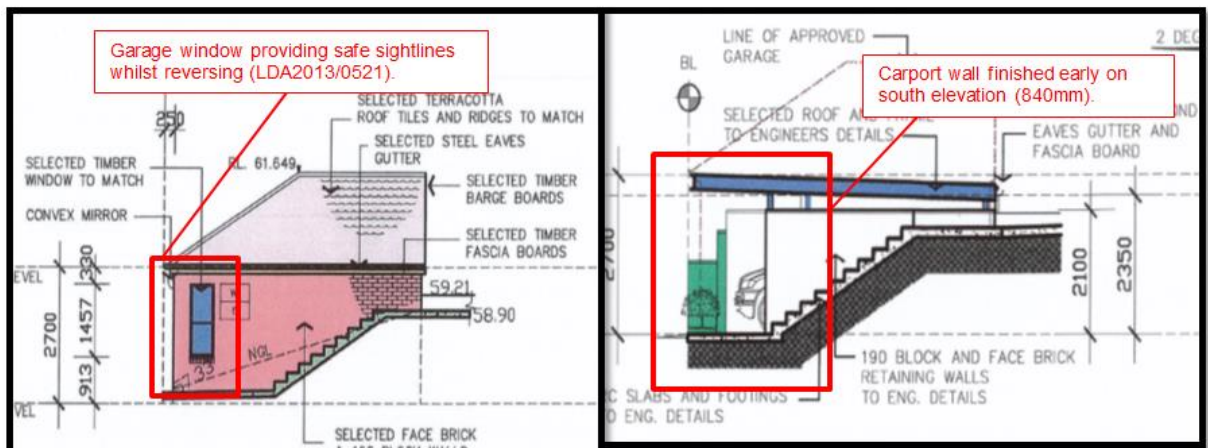 Garage window providing safe sightlines
whilst reversing (LDA2013/0521).
250
SELECTED TERRACOTTA
ROOF TILES AND RIDGES TO MATCH
SELECTED STEEL EAVES
GUTTER
SELECTED TIMBER
WINDOW TO MATCH
RL 61.649
SELECTED TIMBER
BARGE BOARDS
CONVEX MIRROR
SELECTED TIMBER
FASCIA BOARDS
EVEL
330
2700
1457
913
59.21
58.90
NGL
33
VEL
SELECTED FACE BRICK
LINE OF APPROVED
GARAGE
2 DEG
BL
Carport wall finished early on
south elevation (840mm).
SELECTED ROOF AND
TO ENGINEERS DETAILS
EAVES GUTTER AND
FASCIA BOARD
2700
2100
2350
190 BLOCK AND FACE BRICK
RETAINING WALLS
TO ENG. DETAILS
C SLABS AND FOOTINGS
O ENG. DETAILS